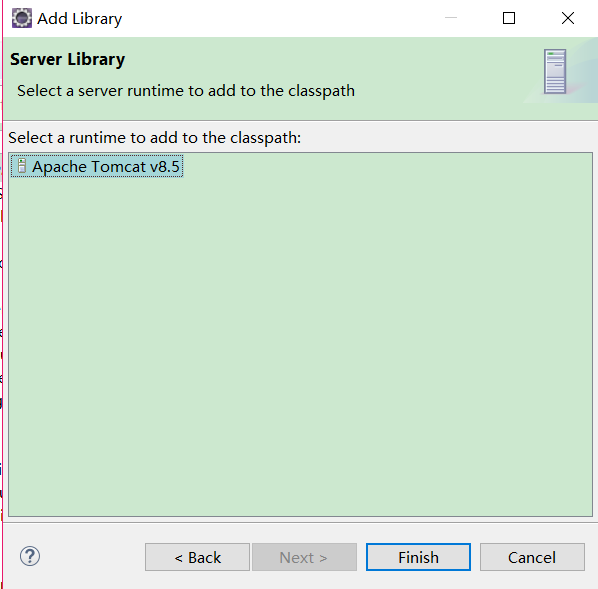 Add Library
Server Library
Select a server runtime to add to the classpath
Select a runtime to add to the classpath:
Apache Tomcat v8.5
?
< Back
Next >
Finish
Cancel